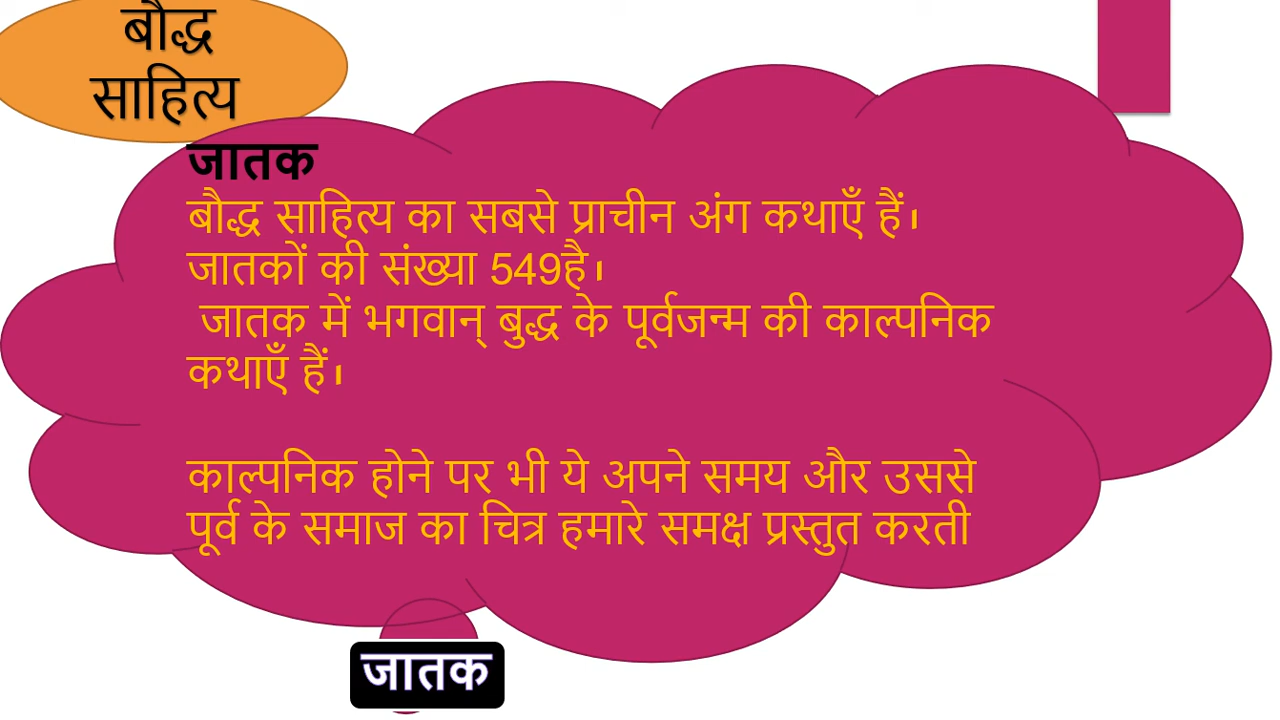 बौद्ध
साहित्य
जातक
बौद्ध साहित्य का सबसे प्राचीन अंग कथाएँ हैं।
जातकों की संख्या 549है।
जातक में भगवान् बुद्ध के पूर्वजन्म की काल्पनिक
कथाएँ हैं।
काल्पनिक होने पर भी ये अपने समय और उससे
पूर्व के समाज का चित्र हमारे समक्ष प्रस्तुत करती
जातक